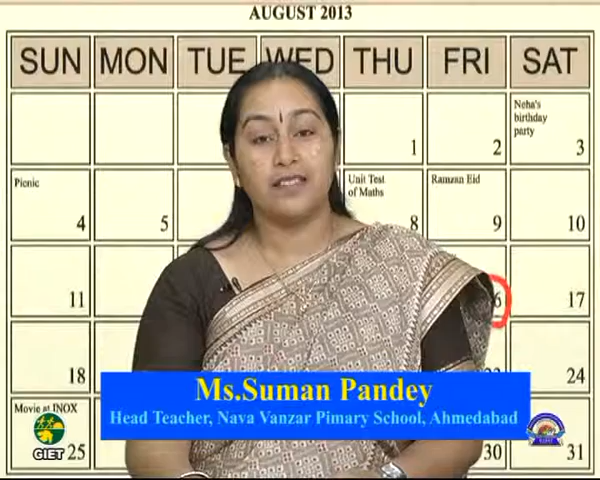 AUGUST 2013
SUN MON TUE WED THU FRI SAT
1 2
Neha's
birthday
party
3
Picnic
4 5
Unit Test
of Maths
8
Ramzan Eid
9 10
11 6 17
18 24
Ms.Suman Pandey
Head Teacher, Nava Vanzar Pimary School, Ahmedabad
Movie at INOX
GIET
25 30 31